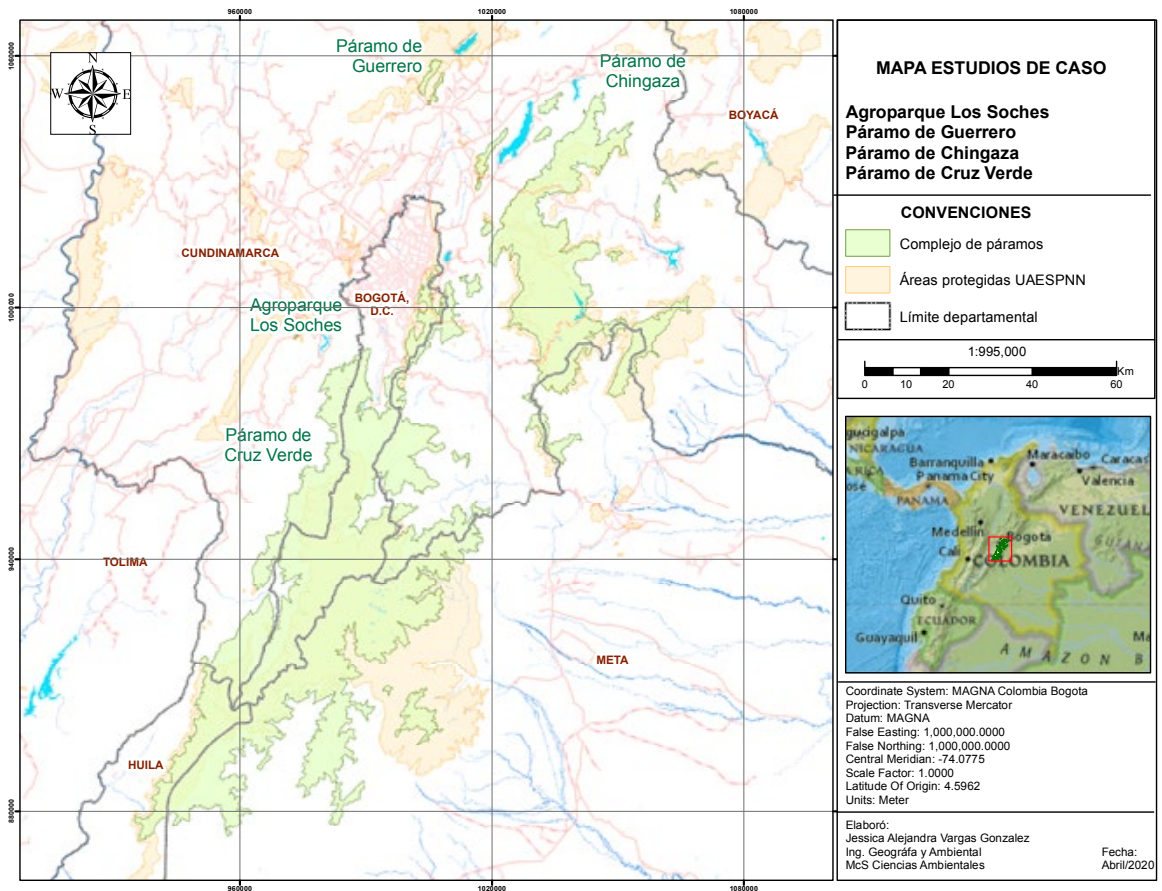 960000
1020000
1080000
1060000
1000000
940000
880000
N
W
E
S
Páramo de
Guerrero
Páramo de
Chingaza
BOYACÁ
CUNDINAMARCA
BOGOTÁ,
D.C.
Agroparque
Los Soches
Páramo de
Cruz Verde
TOLIMA
META
HUILA
960000
1020000
1080000
MAPA ESTUDIOS DE CASO
Agroparque Los Soches
Páramo de Guerrero
Páramo de Chingaza
Páramo de Cruz Verde
CONVENCIONES
Complejo de páramos
Áreas protegidas UAESPNN
Límite departamental
1:995,000
Km
0 10 20 40 60
gucigalpa
NICARAGUA
Barranquilla
Maracaibo
Caracas
Panama City
Valencia
PANAMA
VENEZUEL
Medellín
Bogota
Cali
COLOMBIA
GUIANA
Quito
ECUADOR
Guayaquil
AMAZON B
Coordinate System: MAGNA Colombia Bogota
Projection: Transverse Mercator
Datum: MAGNA
False Easting: 1,000,000.0000
False Northing: 1,000,000.0000
Central Meridian: -74.0775
Scale Factor: 1.0000
Latitude Of Origin: 4.5962
Units: Meter
Elaboró:
Jessica Alejandra Vargas Gonzalez
Ing. Geográfa y Ambiental
McS Ciencias Ambientales
Fecha:
Abril/2020